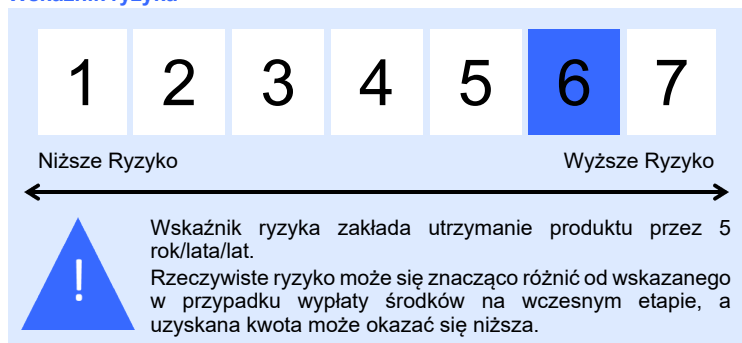 Wskaźnik ryzyka
1 2 3 4 5 6 7
Niższe Ryzyko Wyższe Ryzyko
!
Wskaźnik ryzyka zakłada utrzymanie produktu przez 5
rok/lata/lat.
Rzeczywiste ryzyko może się znacząco różnić od wskazanego
w przypadku wypłaty środków na wczesnym etapie, a
uzyskana kwota może okazać się niższa.